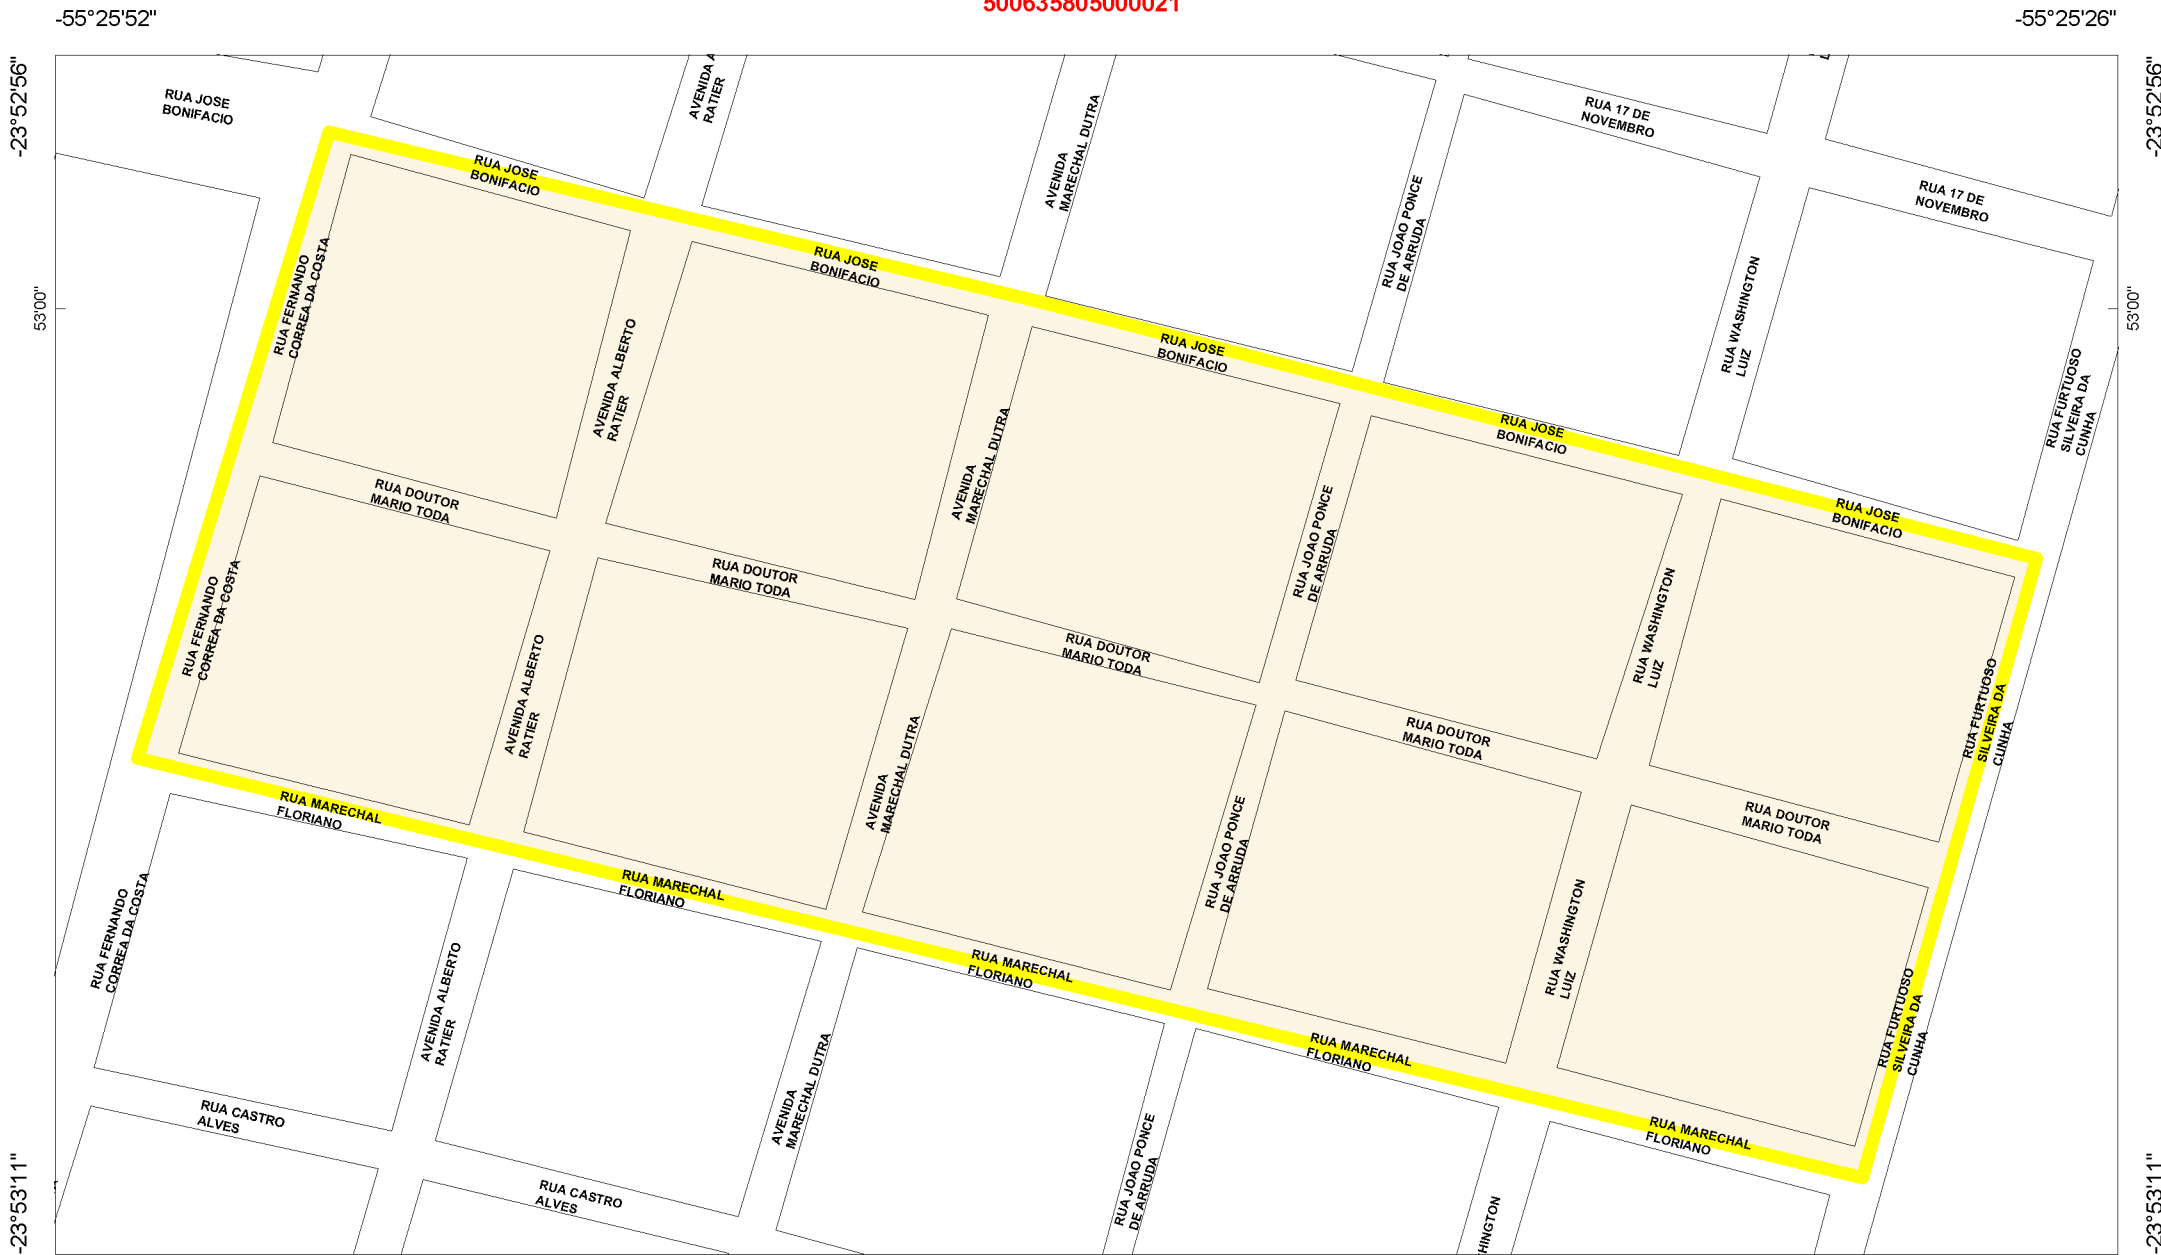 500635805000021
-55°25'52"
-55°25'26"
-23°52'56"
-23°52'56"
RUA JOSE
BONIFACIO
RATIER
AVENIDA
MARECHAL DUTRA
RUA 17 DE
NOVEMBRO
RUA 17 DE
NOVEMBRO
RUA JOSE
BONIFACIO
RUA JOAO PONCE
DE ARRUDA
RUA JOSE
BONIFACIO
RUA WASHINGTON
LUIZ
53'00"
53'00"
RUA FERNANDO
CORREA DA COSTA
AVENIDA ALBERTO
RATIER
RUA JOSE
BONIFACIO
RUA FURTUOSO
SILVEIRA DA
CUNHA
AVENIDA
MARECHAL DUTRA
RUA JOSE
BONIFACIO
RUA DOUTOR
MARIO TODA
RUA JOAO PONCE
DE ARRUDA
RUA JOSE
BONIFACIO
RUA DOUTOR
MARIO TODA
RUA FERNANDO
CORREA DA COSTA
RUA WASHINGTON
LUIZ
RUA DOUTOR
MARIO TODA
AVENIDA ALBERTO
RATIER
RUA FURTUOSO
SILVEIRA DA
CUNHA
RUA DOUTOR
MARIO TODA
AVENIDA
MARECHAL DUTRA
RUA DOUTOR
MARIO TODA
RUA MARECHAL
FLORIANO
RUA JOAO PONCE
DE ARRUDA
RUA MARECHAL
FLORIANO
RUA FERNANDO
CORREA DA COSTA
RUA WASHINGTON
LUIZ
AVENIDA ALBERTO
RATIER
RUA MARECHAL
FLORIANO
RUA FURTUOSO
SILVEIRA DA
CUNHA
RUA MARECHAL
FLORIANO
AVENIDA
MARECHAL DUTRA
RUA CASTRO
ALVES
RUA MARECHAL
FLORIANO
RUA JOAO PONCE
DE ARRUDA
RUA CASTRO
ALVES
-23°53'11"
-23°53'11"